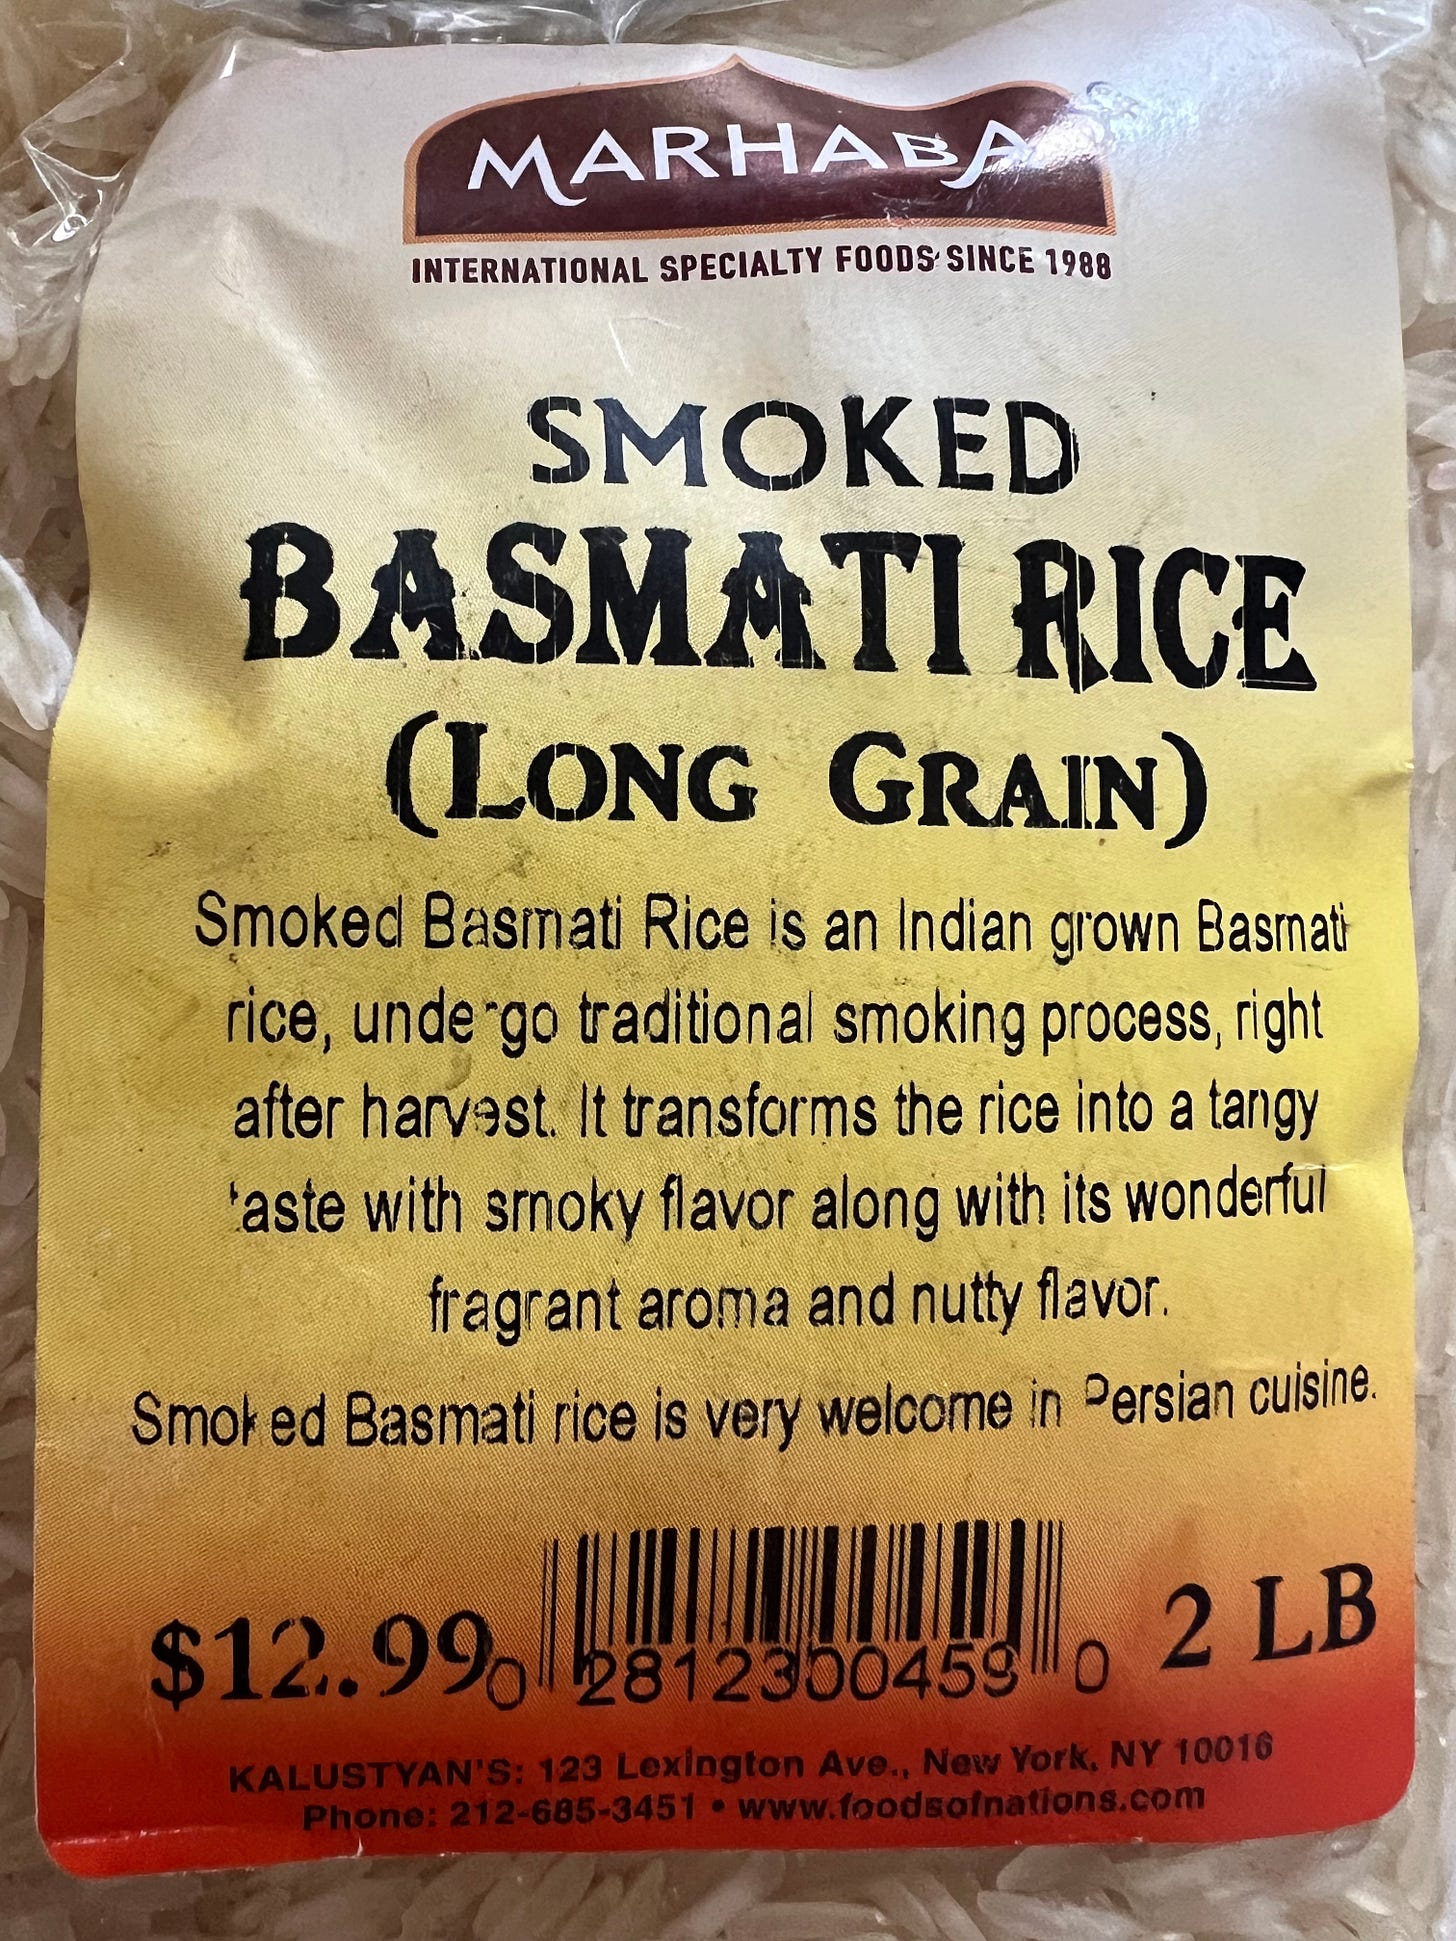 MARHABA
INTERNATIONAL SPECIALTY FOODS SINCE 1988
SMOKED
BASMATI RICE
(LONG GRAIN)
Smoked Basmati Rice is an Indian grown Basmati
rice, undergo traditional smoking process, right
after harvest. It transforms the rice into a tangy
taste with smoky flavor along with its wonderful
fragrant aroma and nutty flavor.
Smoked Basmati rice is very welcome in Persian cuisine.
$12.99 0 2812300459 0 2 LB
KALUSTYAN'S: 123 Lexington Ave., New York, NY 10016
Phone: 212-685-3451 • www.foodsofnations.com